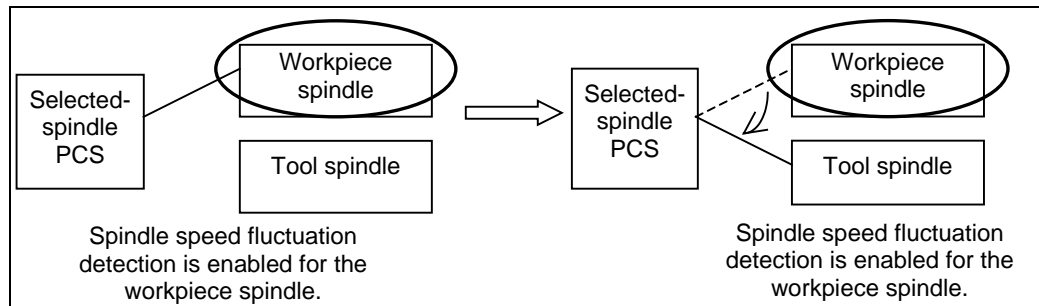 Selected-
spindle
PCS
Workpiece
spindle
Tool spindle
Spindle speed fluctuation
detection is enabled for the
workpiece spindle.
Selected-
spindle
PCS
Workpiece
spindle
Tool spindle
Spindle speed fluctuation
detection is enabled for the
workpiece spindle.